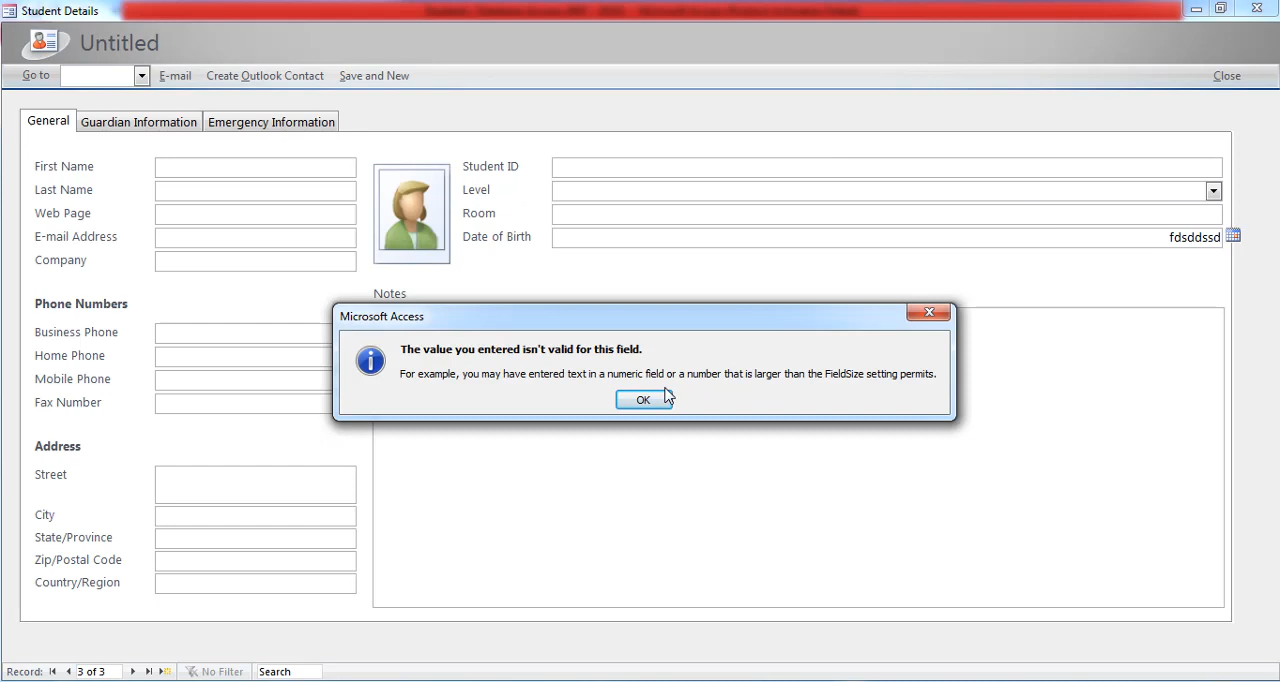 Student Details
Untitled
Go to
E-mail
Create Outlook Contact
Save and New
Close
General
Guardian Information
Emergency Information
First Name
Last Name
Web Page
E-mail Address
Company
Student ID
Level
Room
Date of Birth
fdsddssd
Phone Numbers
Business Phone
Home Phone
Mobile Phone
Fax Number
Notes
Microsoft Access
The value you entered isn't valid for this field.
For example, you may have entered text in a numeric field or a number that is larger than the FieldSize setting permits.
OK
Address
Street
City
State/Province
Zip/Postal Code
Country/Region
Record:
3 of 3
No Filter
Search